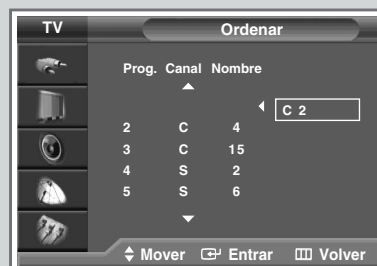 TV
Ordenar
Prog. Canal Nombre
C 2
2 C 4
3 C 15
4 S 2
5 S 6
Mover Entrar Volver